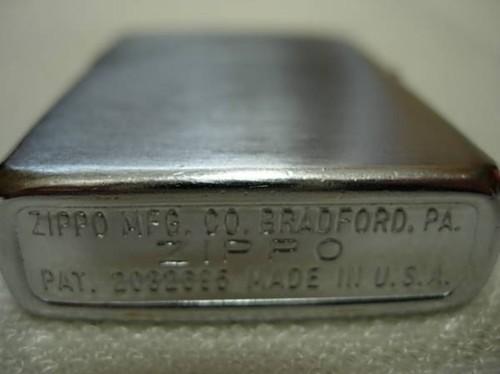 ZIPPO MFG. CO. BRADFORD, PA.
ZIPPO
PAT. 2032695 MADE IN U.S.A.